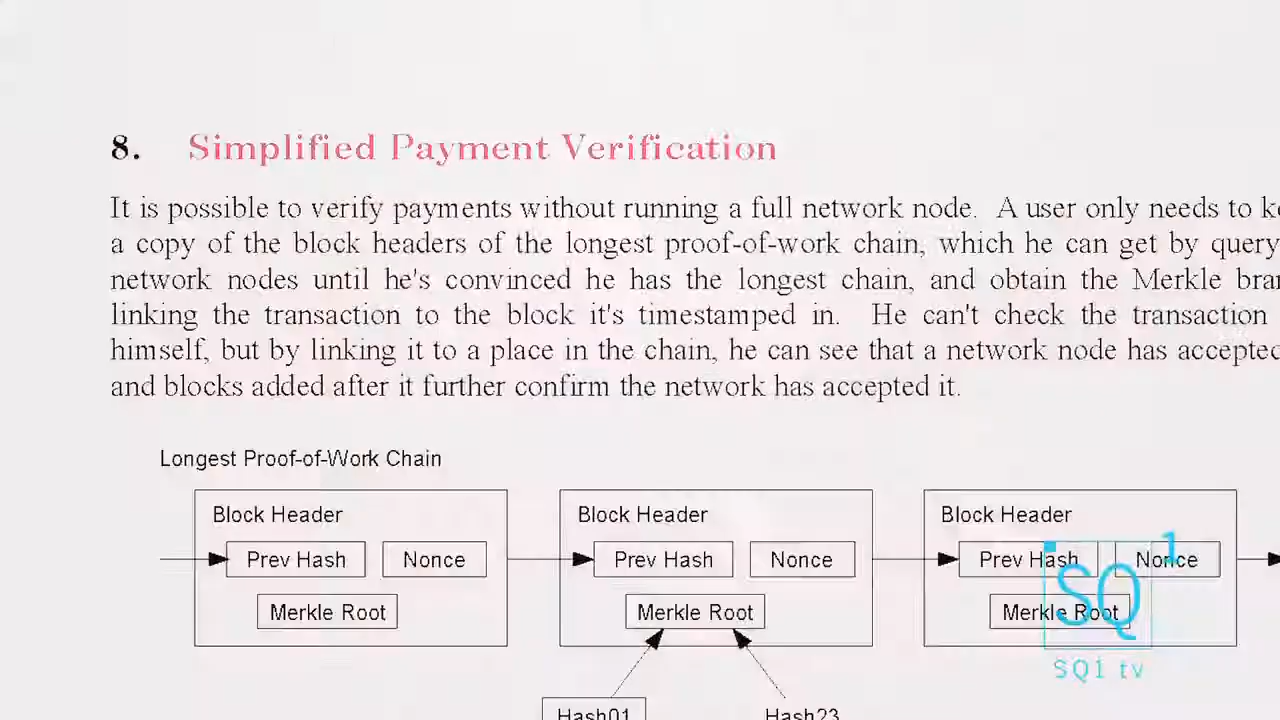 8. Simplified Payment Verification
It is possible to verify payments without running a full network node. A user only needs to
a copy of the block headers of the longest proof-of-work chain, which he can get by
network nodes until he's convinced he has the longest chain, and obtain the Merkle
linking the transaction to the block it's timestamped in. He can't check the transaction
himself, but by linking it to a place in the chain, he can see that a network node has accepted
and blocks added after it further confirm the network has accepted it.
Longest Proof-of-Work Chain
Block Header Block Header Block Header
Prev Hash Nonce Prev Hash Nonce Prev Hash Nonce
Merkle Root Merkle Root Merkle Root
SQ1
SQ1 tv
Hash01 Hash23